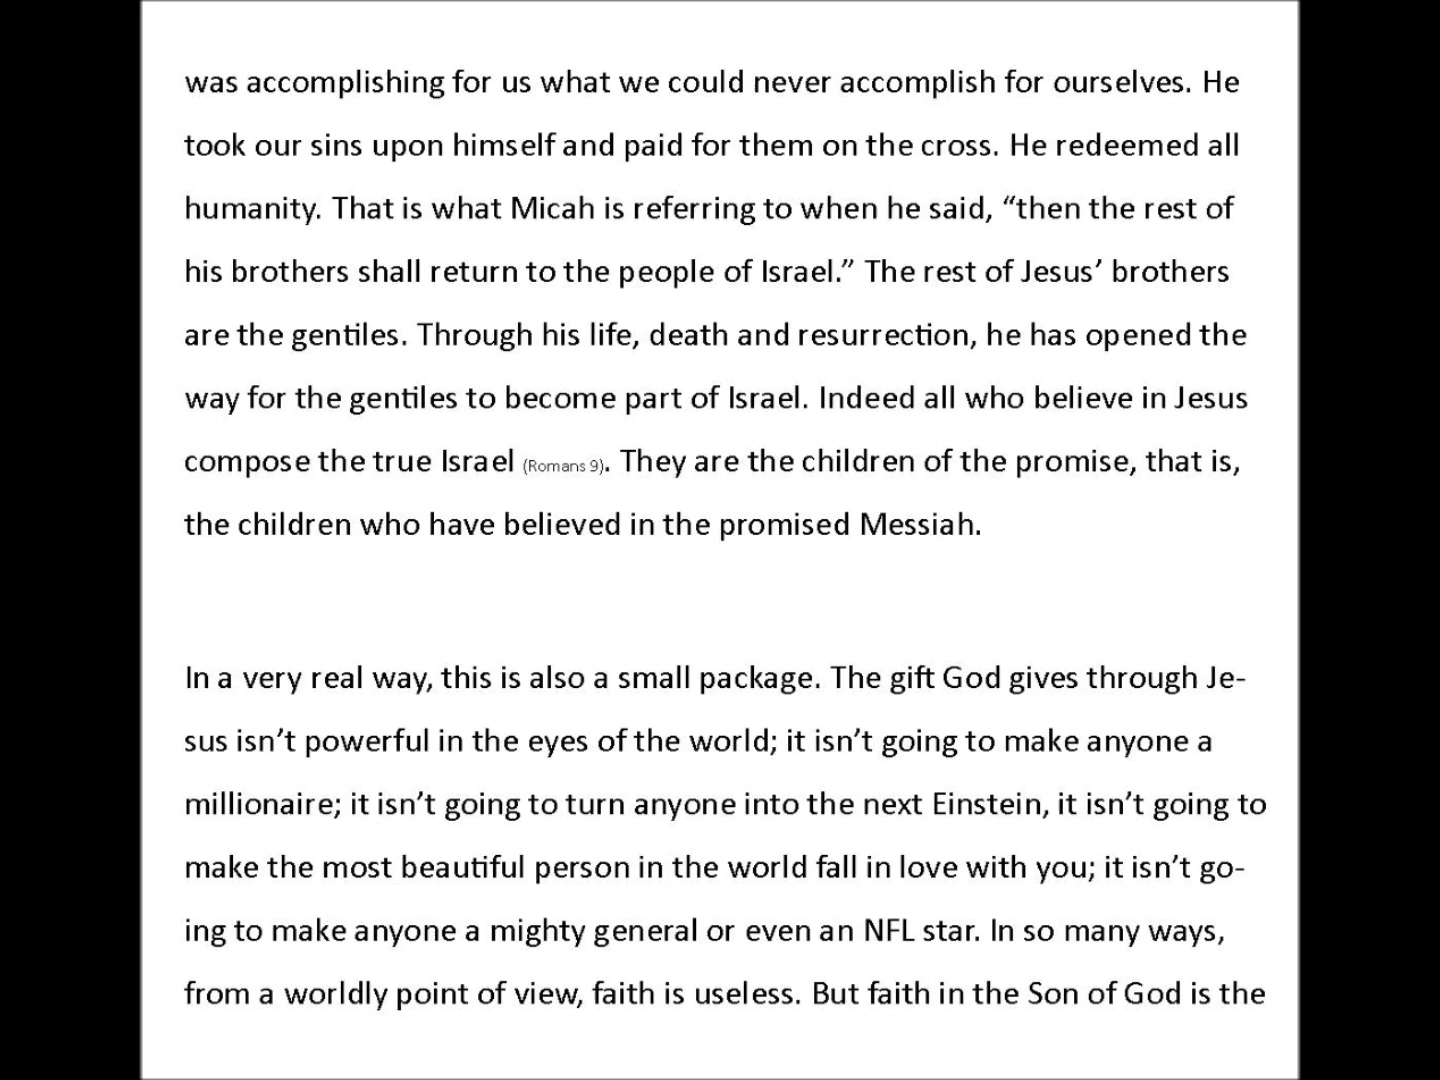 was accomplishing for us what we could never accomplish for ourselves. He
took our sins upon himself and paid for them on the cross. He redeemed all
humanity. That is what Micah is referring to when he said, “then the rest of
his brothers shall return to the people of Israel.” The rest of Jesus’ brothers
are the gentiles. Through his life, death and resurrection, he has opened the
way for the gentiles to become part of Israel. Indeed all who believe in Jesus
compose the true Israel (Romans 9). They are the children of the promise, that is,
the children who have believed in the promised Messiah.
In a very real way, this is also a small package. The gift God gives through Je-
sus isn’t powerful in the eyes of the world; it isn’t going to make anyone a
millionaire; it isn’t going to turn anyone into the next Einstein, it isn’t going to
make the most beautiful person in the world fall in love with you; it isn’t go-
ing to make anyone a mighty general or even an NFL star. In so many ways,
from a worldly point of view, faith is useless. But faith in the Son of God is the